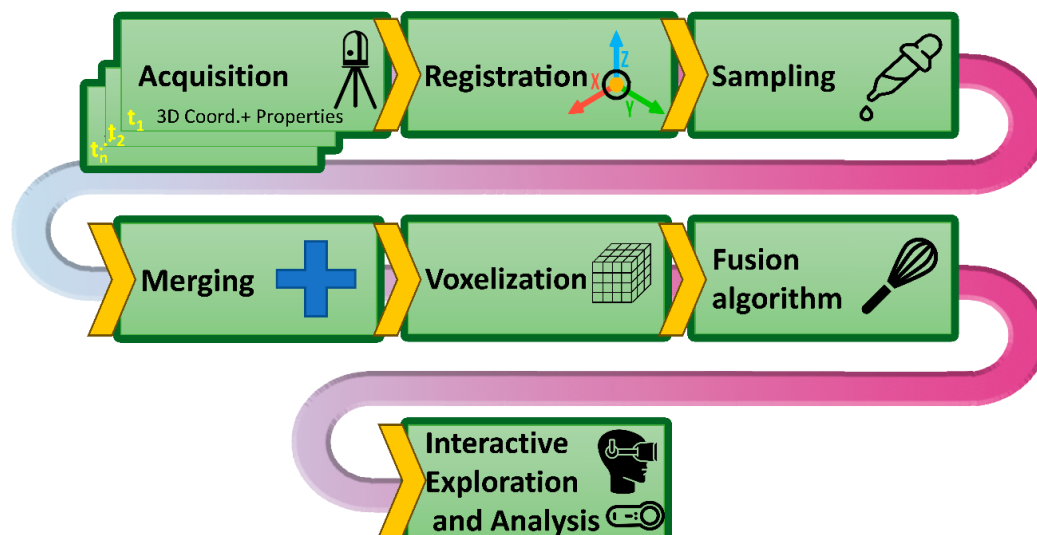 Acquisition
3D Coord.+ Properties
t1
t2
tn
Registration
Z
X
Y
Sampling
Merging
Voxelization
Fusion
algorithm
Interactive
Exploration
and Analysis